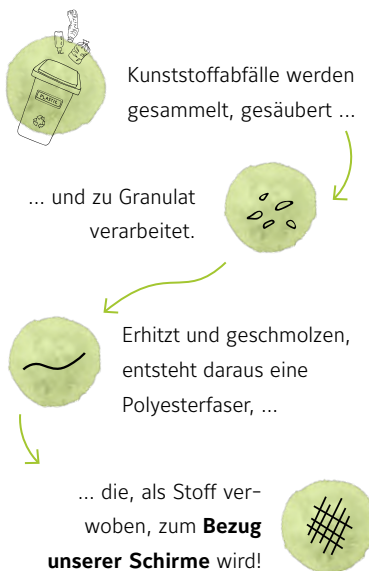 PLASTIC
Kunststoffabfälle werden
gesammelt, gesäubert ...
... und zu Granulat
verarbeitet.
Erhitzt und geschmolzen,
entsteht daraus eine
Polyesterfaser, ...
... die, als Stoff ver-
woben, zum Bezug
unserer Schirme wird!